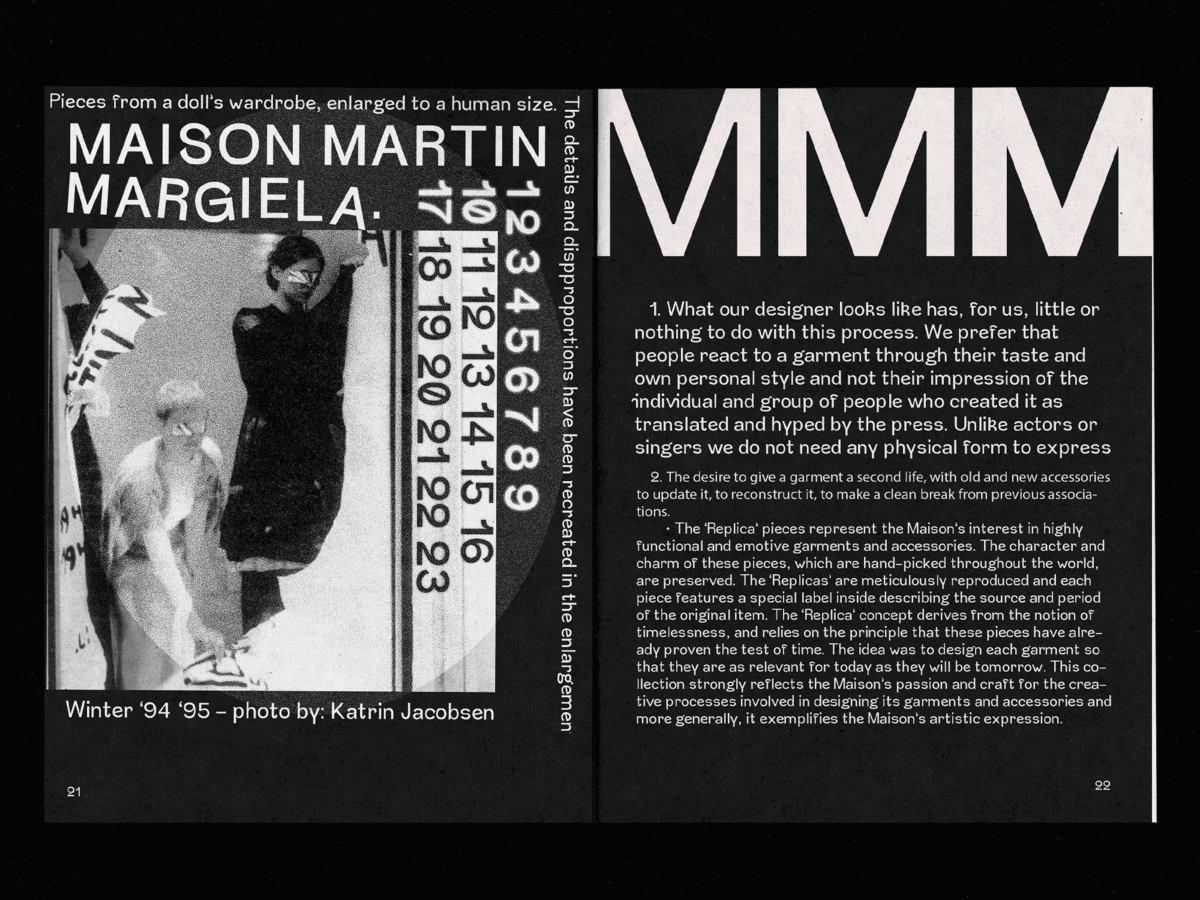 Pieces from a doll's wardrobe, enlarged to a human size.
MAISON MARTIN
MARGIELA.
The details and dispproportions have been recreated in the enlargemen
1 2 3 4 5 6 7 8 9
10 11 12 13 14 15 16
17 18 19 20 21 22 23
TIN
Winter ‘94 ‘95 – photo by: Katrin Jacobsen
21
MMM
1. What our designer looks like has, for us, little or
nothing to do with this process. We prefer that
people react to a garment through their taste and
own personal style and not their impression of the
individual and group of people who created it as
translated and hyped by the press. Unlike actors or
singers we do not need any physical form to express
2. The desire to give a garment a second life, with old and new accessories
to update it, to reconstruct it, to make a clean break from previous associa-
tions.
• The ‘Replica’ pieces represent the Maison's interest in highly
functional and emotive garments and accessories. The character and
charm of these pieces, which are hand-picked throughout the world,
are preserved. The ‘Replicas’ are meticulously reproduced and each
piece features a special label inside describing the source and period
of the original item. The ‘Replica’ concept derives from the notion of
timelessness, and relies on the principle that these pieces have alre-
ady proven the test of time. The idea was to design each garment so
that they are as relevant for today as they will be tomorrow. This co-
llection strongly reflects the Maison's passion and craft for the crea-
tive processes involved in designing its garments and accessories and
more generally, it exemplifies the Maison's artistic expression.
22